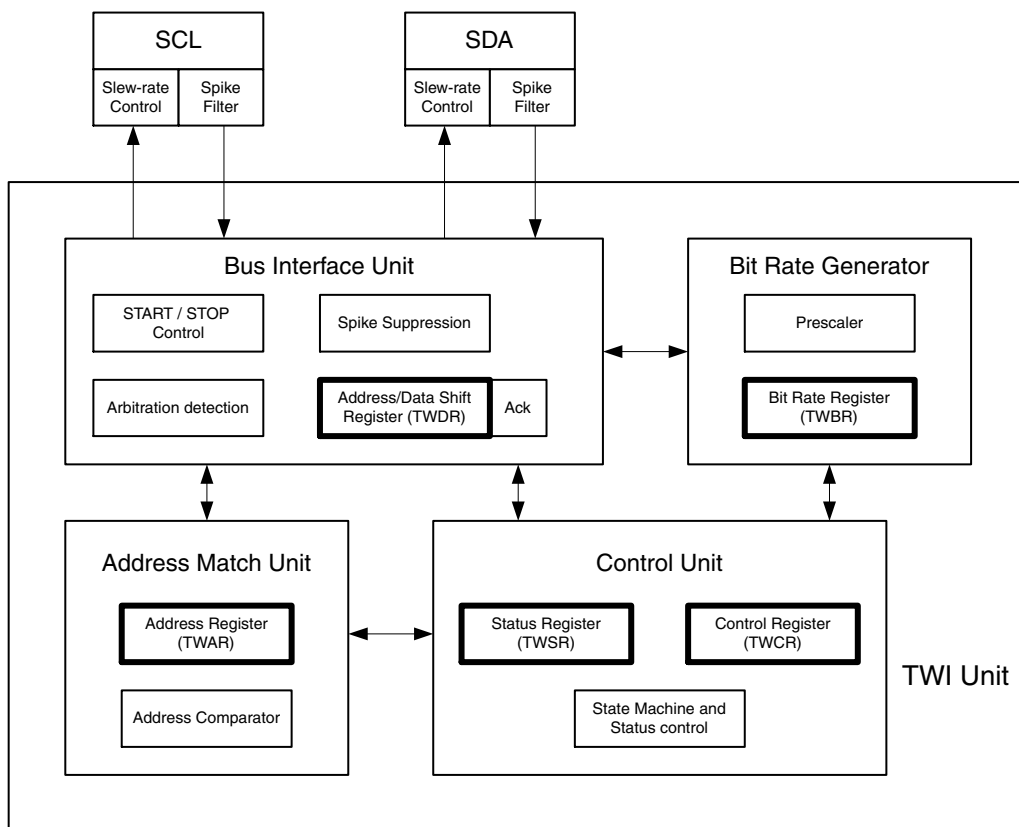 SCL
Slew-rate
Control
Spike
Filter
SDA
Slew-rate
Control
Spike
Filter
Bus Interface Unit
START / STOP
Control
Spike Suppression
Arbitration detection
Address/Data Shift
Register (TWDR)
Ack
Bit Rate Generator
Prescaler
Bit Rate Register
(TWBR)
Address Match Unit
Address Register
(TWAR)
Address Comparator
Control Unit
Status Register
(TWSR)
Control Register
(TWCR)
State Machine and
Status control
TWI Unit